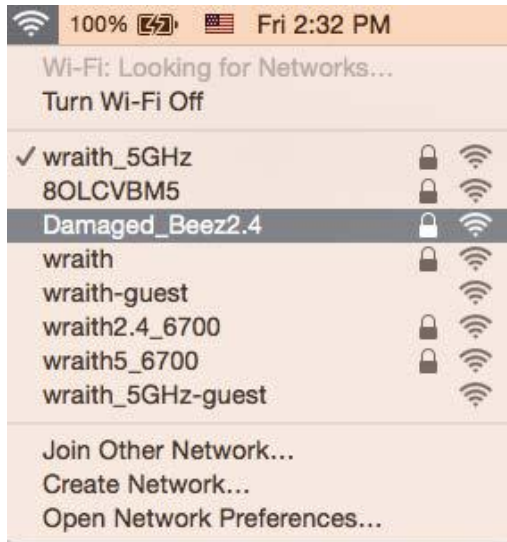 100% Fri 2:32 PM
Wi-Fi: Looking for Networks...
Turn Wi-Fi Off
wraith_5GHz
8OLCVBM5
Damaged_Beez2.4
wraith
wraith-guest
wraith2.4_6700
wraith5_6700
wraith_5GHz-guest
Join Other Network...
Create Network...
Open Network Preferences...